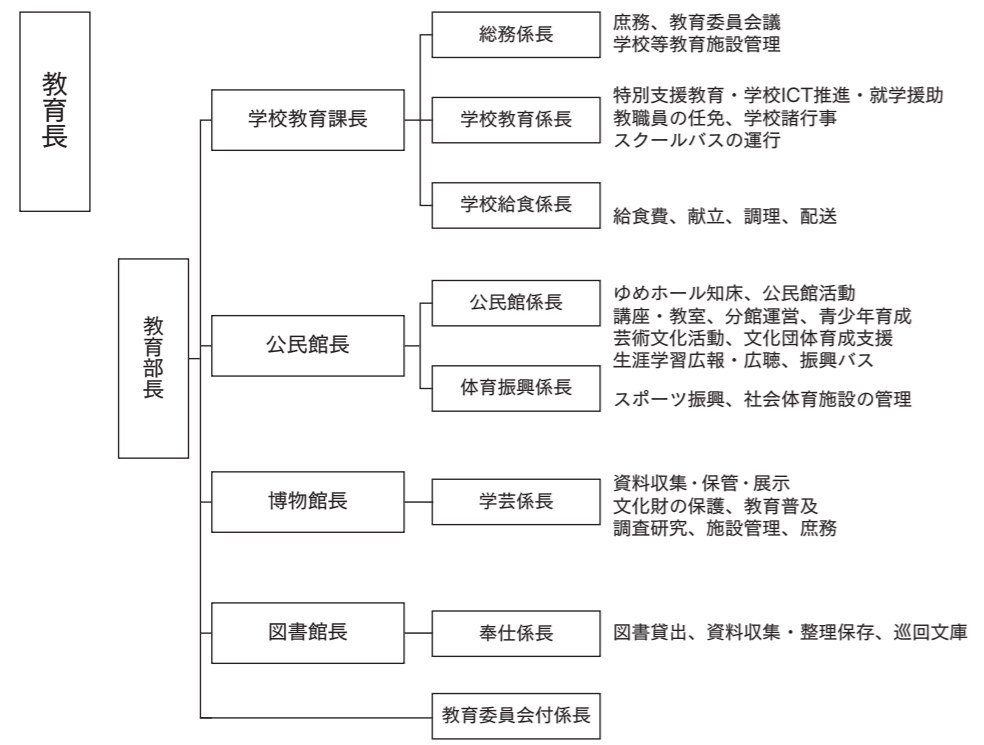 教育長
教育部長
学校教育課長
総務係長
庶務、教育委員会議
学校等教育施設管理
学校教育係長
特別支援教育・学校ICT推進・就学援助
教職員の任免、学校諸行事
スクールバスの運行
学校給食係長
給食費、献立、調理、配送
公民館長
公民館係長
ゆめホール知床、公民館活動
講座・教室、分館運営、青少年育成
芸術文化活動、文化団体育成支援
生涯学習広報・広聴、振興バス
体育振興係長
スポーツ振興、社会体育施設の管理
博物館長
学芸係長
資料収集・保管・展示
文化財の保護、教育普及
調査研究、施設管理、庶務
図書館長
奉仕係長
図書貸出、資料収集・整理保存、巡回文庫
教育委員会付係長